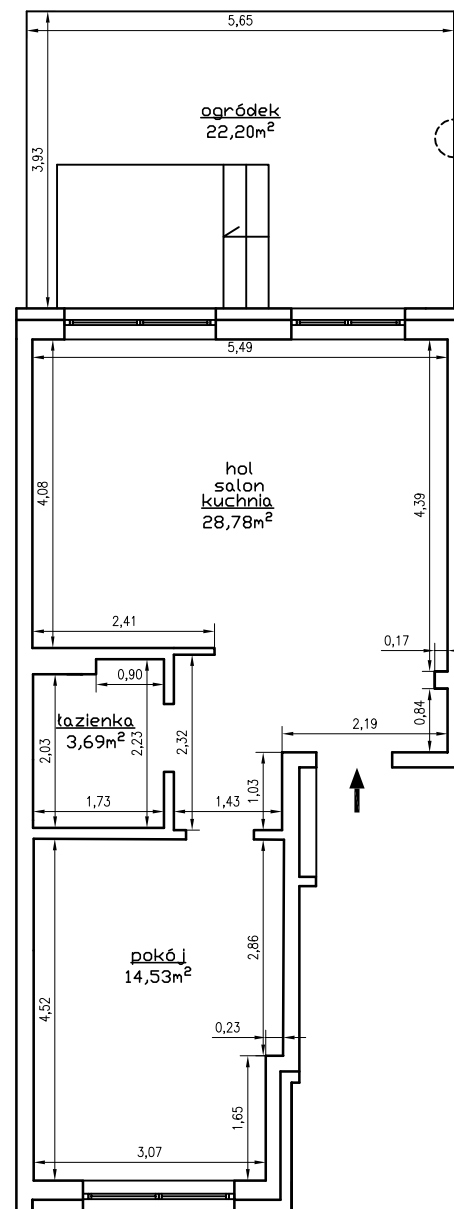 5,65
ogródek
22,20m²
3,93
5,49
hol
salon
kuchnia
28,78m²
4,08
4,39
2,41
0,17
0,90
łazienka
3,69m²
2,03
2,23
2,32
2,19
0,84
1,73
1,43
1,03
pokój
14,53m²
4,52
2,86
0,23
1,65
3,07